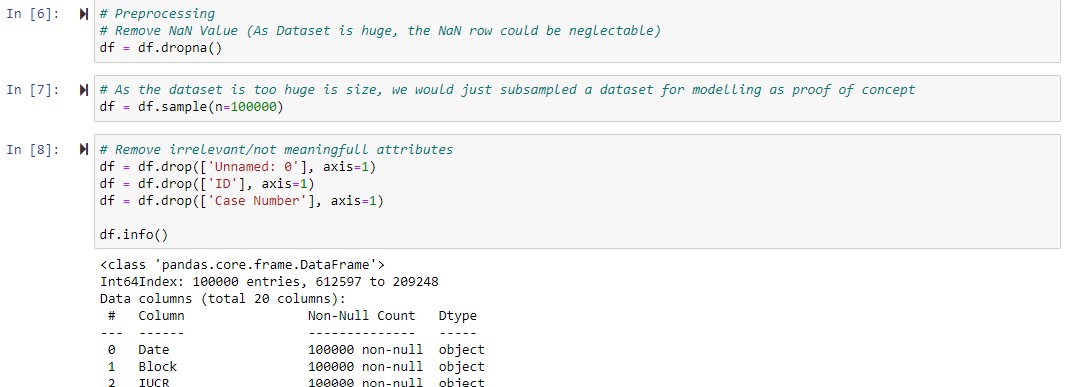 In [6]: # Preprocessing
# Remove NaN Value (As Dataset is huge, the NaN row could be neglectable)
df = df.dropna()
In [7]: # As the dataset is too huge is size, we would just subsampled a dataset for modelling as proof of concept
df = df.sample(n=100000)
In [8]: # Remove irrelevant/not meaningfull attributes
df = df.drop(['Unnamed: 0'], axis=1)
df = df.drop(['ID'], axis=1)
df = df.drop(['Case Number'], axis=1)
df.info()
<class 'pandas.core.frame.DataFrame'>
Int64Index: 100000 entries, 612597 to 209248
Data columns (total 20 columns):
# Column Non-Null Count Dtype
--- ------ -------------- -----
0 Date 100000 non-null object
1 Block 100000 non-null object
2 IUCR 100000 non-null object